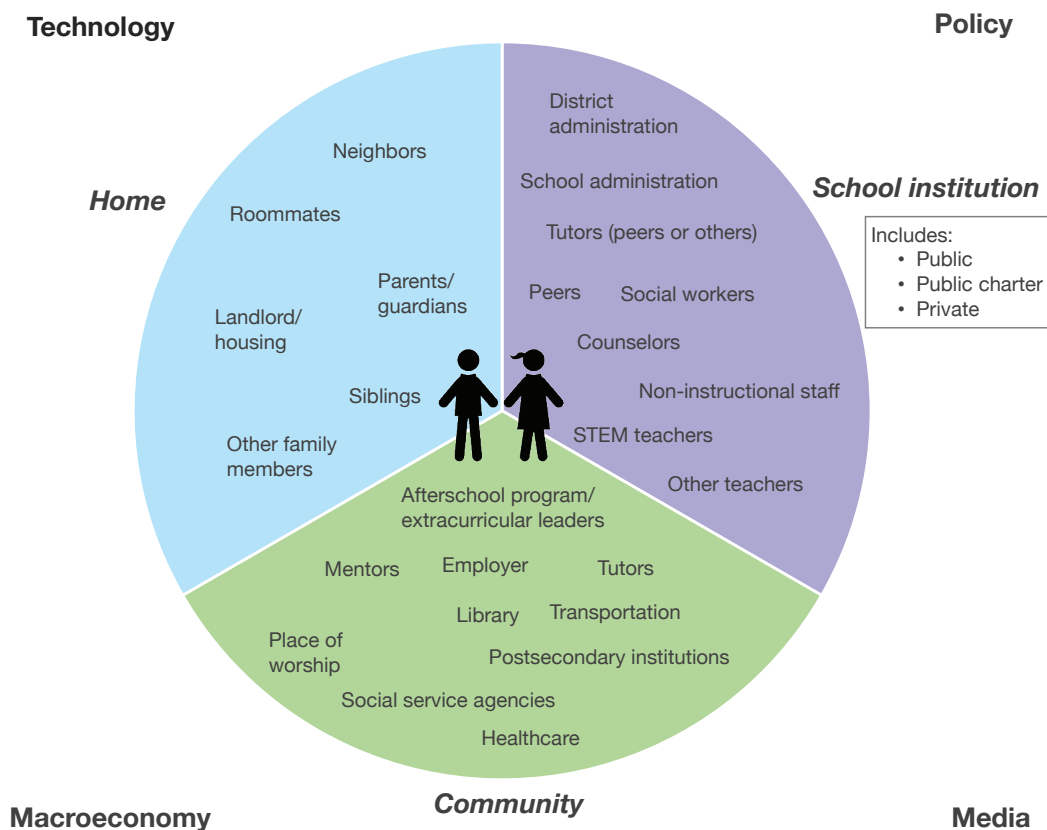 Technology
Policy
Home
Neighbors
Roommates
Parents/
guardians
Landlord/
housing
Siblings
Other family
members
District
administration
School administration
Tutors (peers or others)
Peers
Social workers
Counselors
Non-instructional staff
STEM teachers
Other teachers
School institution
Includes:
• Public
• Public charter
• Private
Afterschool program/
extracurricular leaders
Mentors
Employer
Tutors
Library
Transportation
Place of
worship
Postsecondary institutions
Social service agencies
Healthcare
Community
Macroeconomy
Media